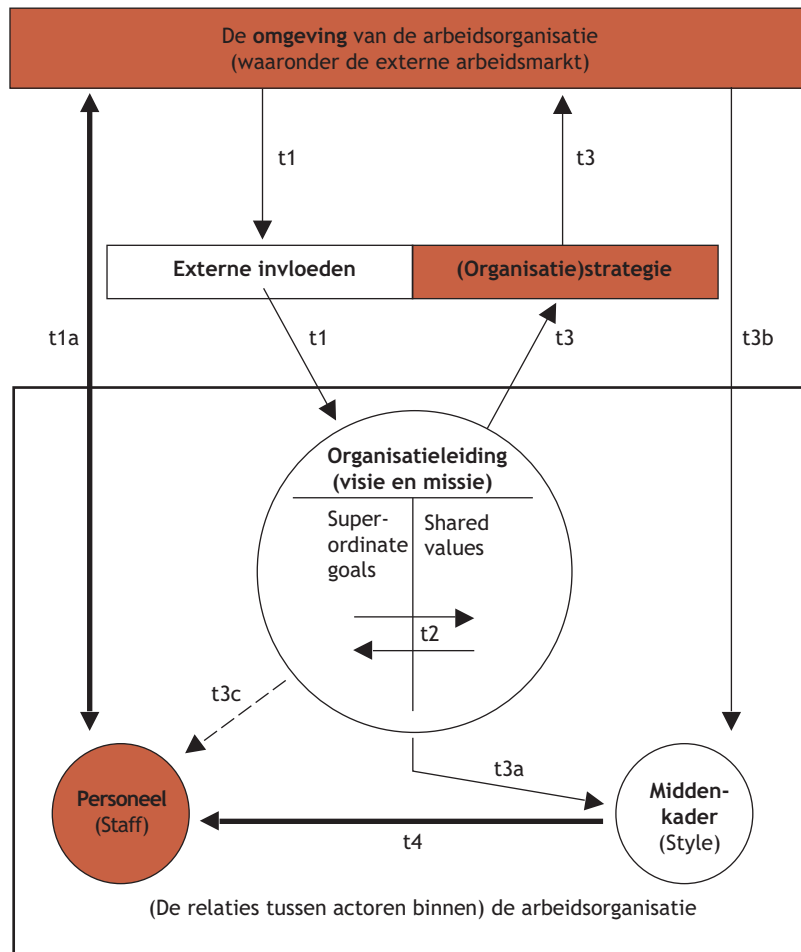 De omgeving van de arbeidsorganisatie
(waaronder de externe arbeidsmarkt)
t1
t3
Externe invloeden
(Organisatie)strategie
t1a
t1
t3
t3b
Organisatieleiding
(visie en missie)
Super-
ordinate
goals
Shared
values
t2
t3c
t3a
Personeel
(Staff)
Midden-
kader
(Style)
t4
(De relaties tussen actoren binnen) de arbeidsorganisatie